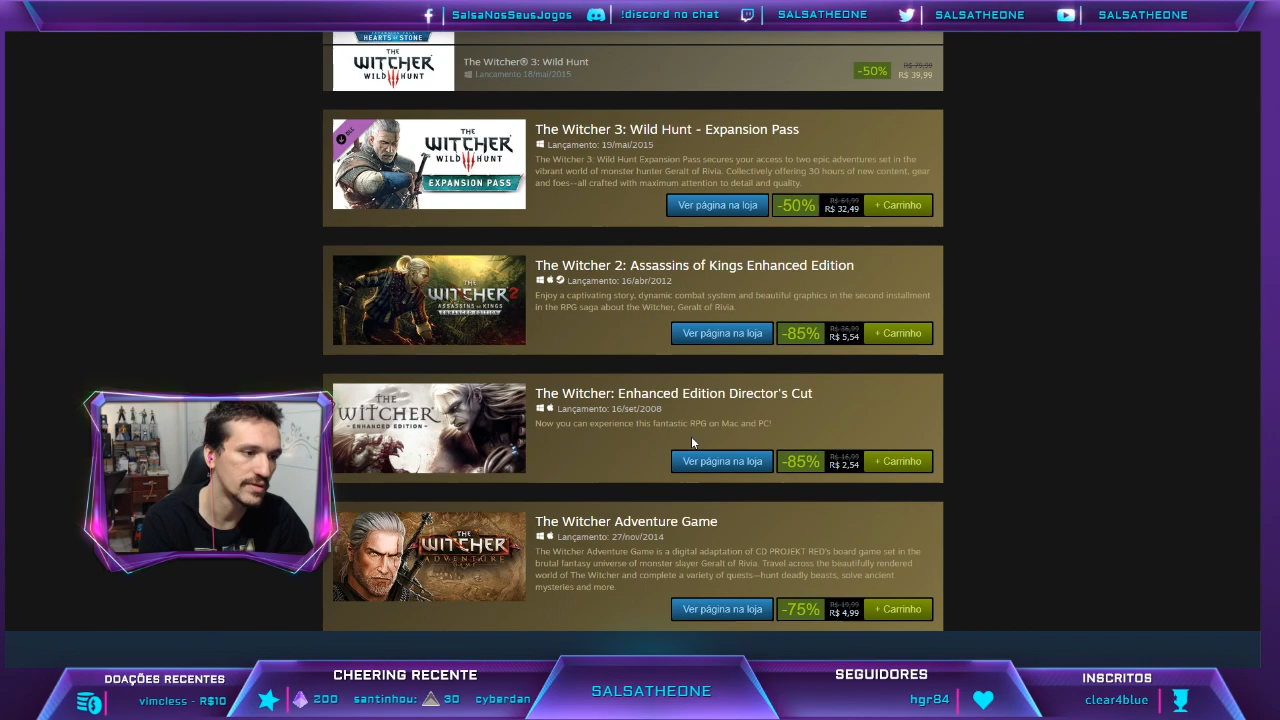 SalsaNosSeusJogos
!discord no chat
SALSATHEONE
SALSATHEONE
SALSATHEONE
HEARTS OF STONE
THE WITCHER WILD HUNT
The Witcher® 3: Wild Hunt
Lancamento 18/mai/2015
-50%
R$ 79,99
R$ 39,99
DLC
THE WITCHER WILD HUNT
EXPANSION PASS
The Witcher 3: Wild Hunt - Expansion Pass
Lançamento: 19/mai/2015
The Witcher 3: Wild Hunt Expansion Pass secures your access to two epic adventures set in the
vibrant world of monster hunter Geralt of Rivia. Collectively offering 30 hours of new content, gear
and foes--all crafted with maximum attention to detail and quality.
Ver página na loja
-50%
R$ 64,99
R$ 32,49
+ Carrinho
THE WITCHER 2
ASSASSINS OF KINGS
ENHANCED EDITION
The Witcher 2: Assassins of Kings Enhanced Edition
Lançamento: 16/abr/2012
Enjoy a captivating story, dynamic combat system and beautiful graphics in the second installment
in the RPG saga about the Witcher, Geralt of Rivia.
Ver página na loja
-85%
R$ 36,99
R$ 5,54
+ Carrinho
THE WITCHER
- ENHANCED EDITION -
The Witcher: Enhanced Edition Director's Cut
Lançamento: 16/set/2008
Now you can experience this fantastic RPG on Mac and PC!
Ver página na loja
-85%
R$ 16,99
R$ 2,54
+ Carrinho
THE WITCHER
ADVENTURE
GAME
The Witcher Adventure Game
Lançamento: 27/nov/2014
The Witcher Adventure Game is a digital adaptation of CD PROJEKT RED's board game set in the
brutal fantasy universe of monster slayer Geralt of Rivia. Travel across the beautifully rendered
world of The Witcher and complete a variety of quests—hunt deadly beasts, solve ancient
mysteries and more.
Ver página na loja
-75%
R$ 19,99
R$ 4,99
+ Carrinho
DOAÇÕES RECENTES
vimcless - R$10
CHEERING RECENTE
200 santinhou: 30 cyberdan
SALSATHEONE
SEGUIDORES
hgr84
INSCRITOS
clear4blue